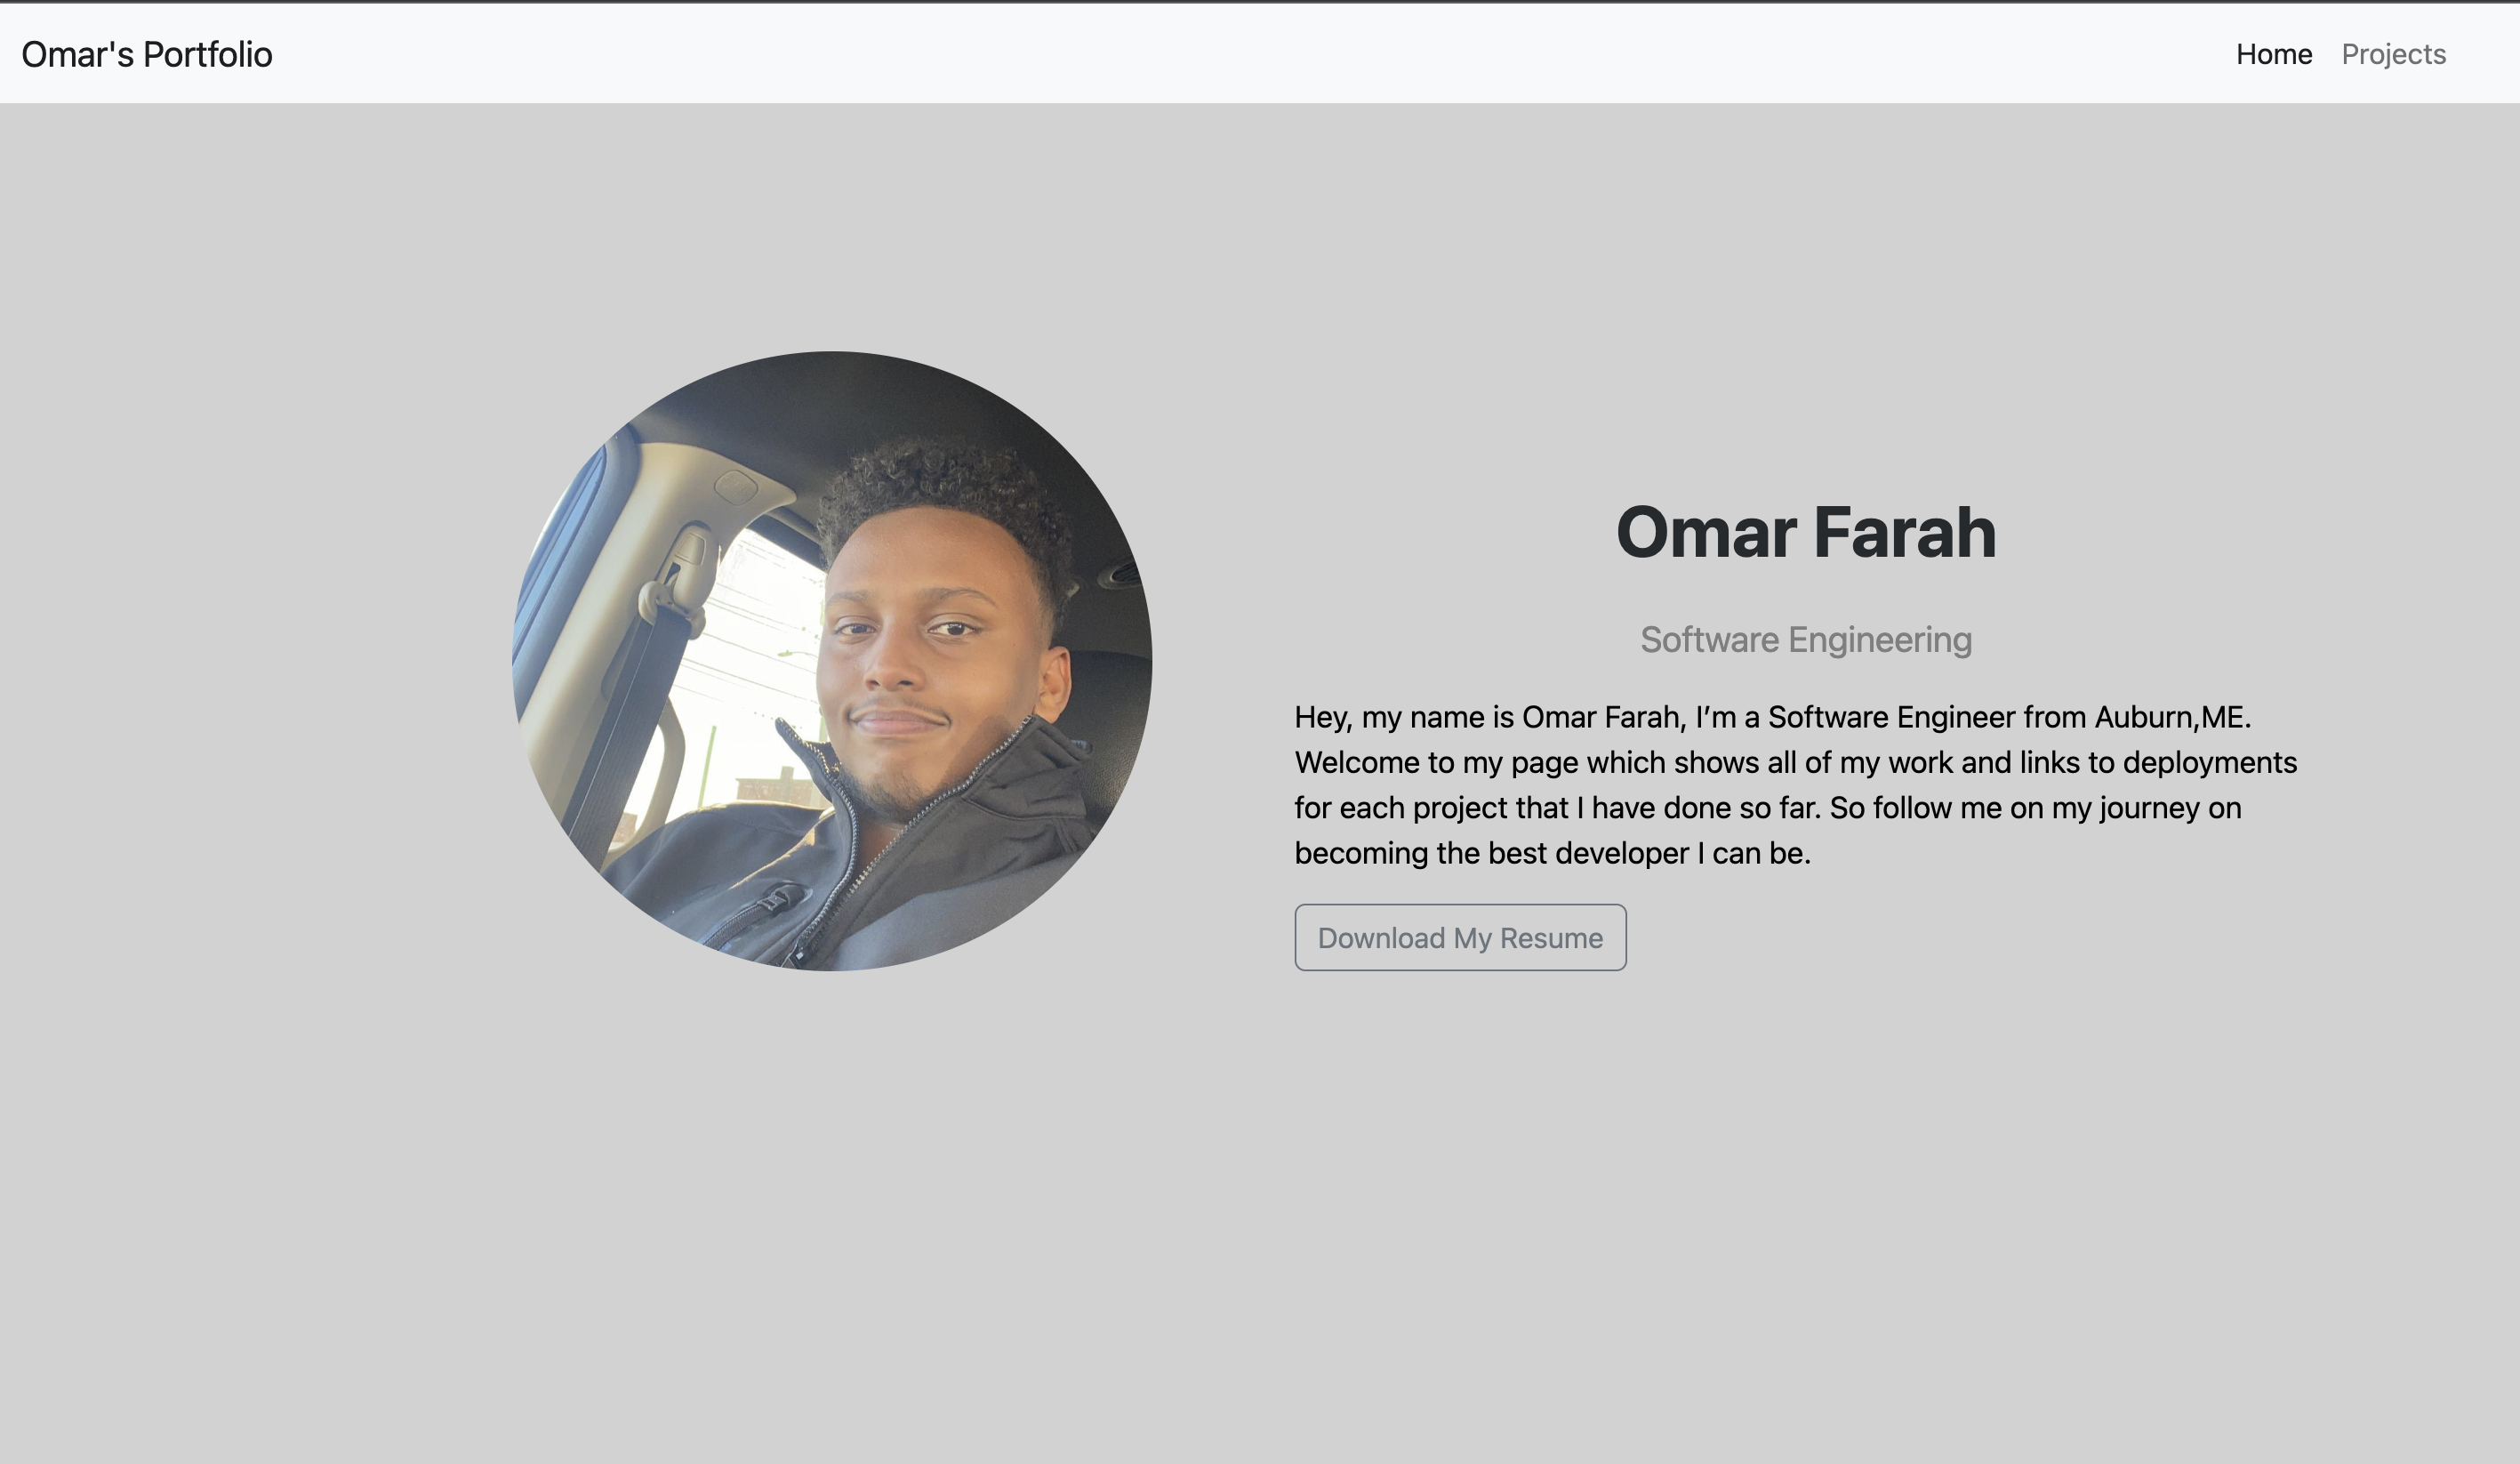 Omar's Portfolio
Home Projects
Omar Farah
Software Engineering
Hey, my name is Omar Farah, I’m a Software Engineer from Auburn,ME.
Welcome to my page which shows all of my work and links to deployments
for each project that I have done so far. So follow me on my journey on
becoming the best developer I can be.
Download My Resume